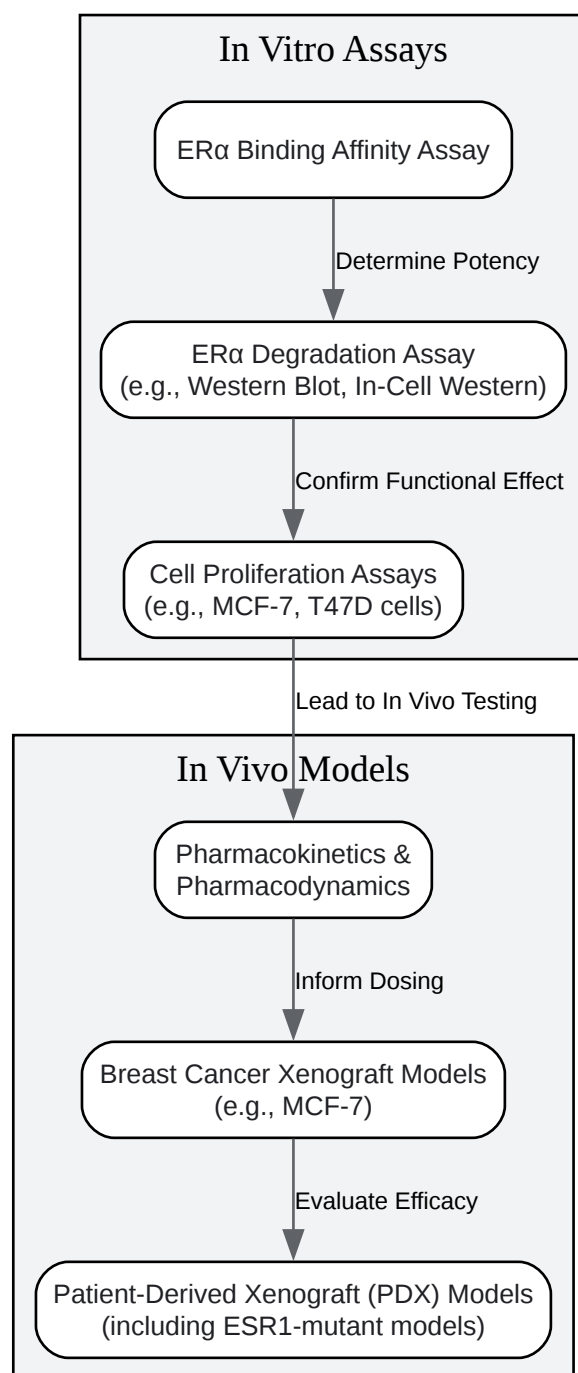 In Vitro Assays
ERα Binding Affinity Assay
Determine Potency
ERα Degradation Assay
(e.g., Western Blot, In-Cell Western)
Confirm Functional Effect
Cell Proliferation Assays
(e.g., MCF-7, T47D cells)
Lead to In Vivo Testing
In Vivo Models
Pharmacokinetics &
Pharmacodynamics
Inform Dosing
Breast Cancer Xenograft Models
(e.g., MCF-7)
Evaluate Efficacy
Patient-Derived Xenograft (PDX) Models
(including ESR1-mutant models)